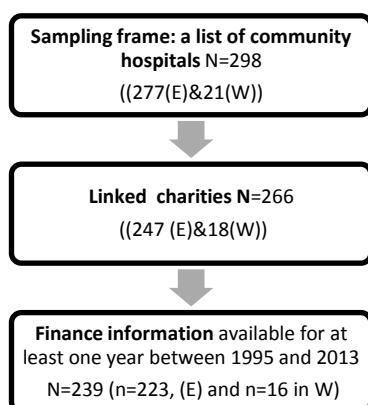 Sampling frame: a list of community
hospitals N=298
((277(E)&21(W))
Linked charities N=266
((247 (E)&18(W))
Finance information available for at
least one year between 1995 and 2013
N=239 (n=223, (E) and n=16 in W)